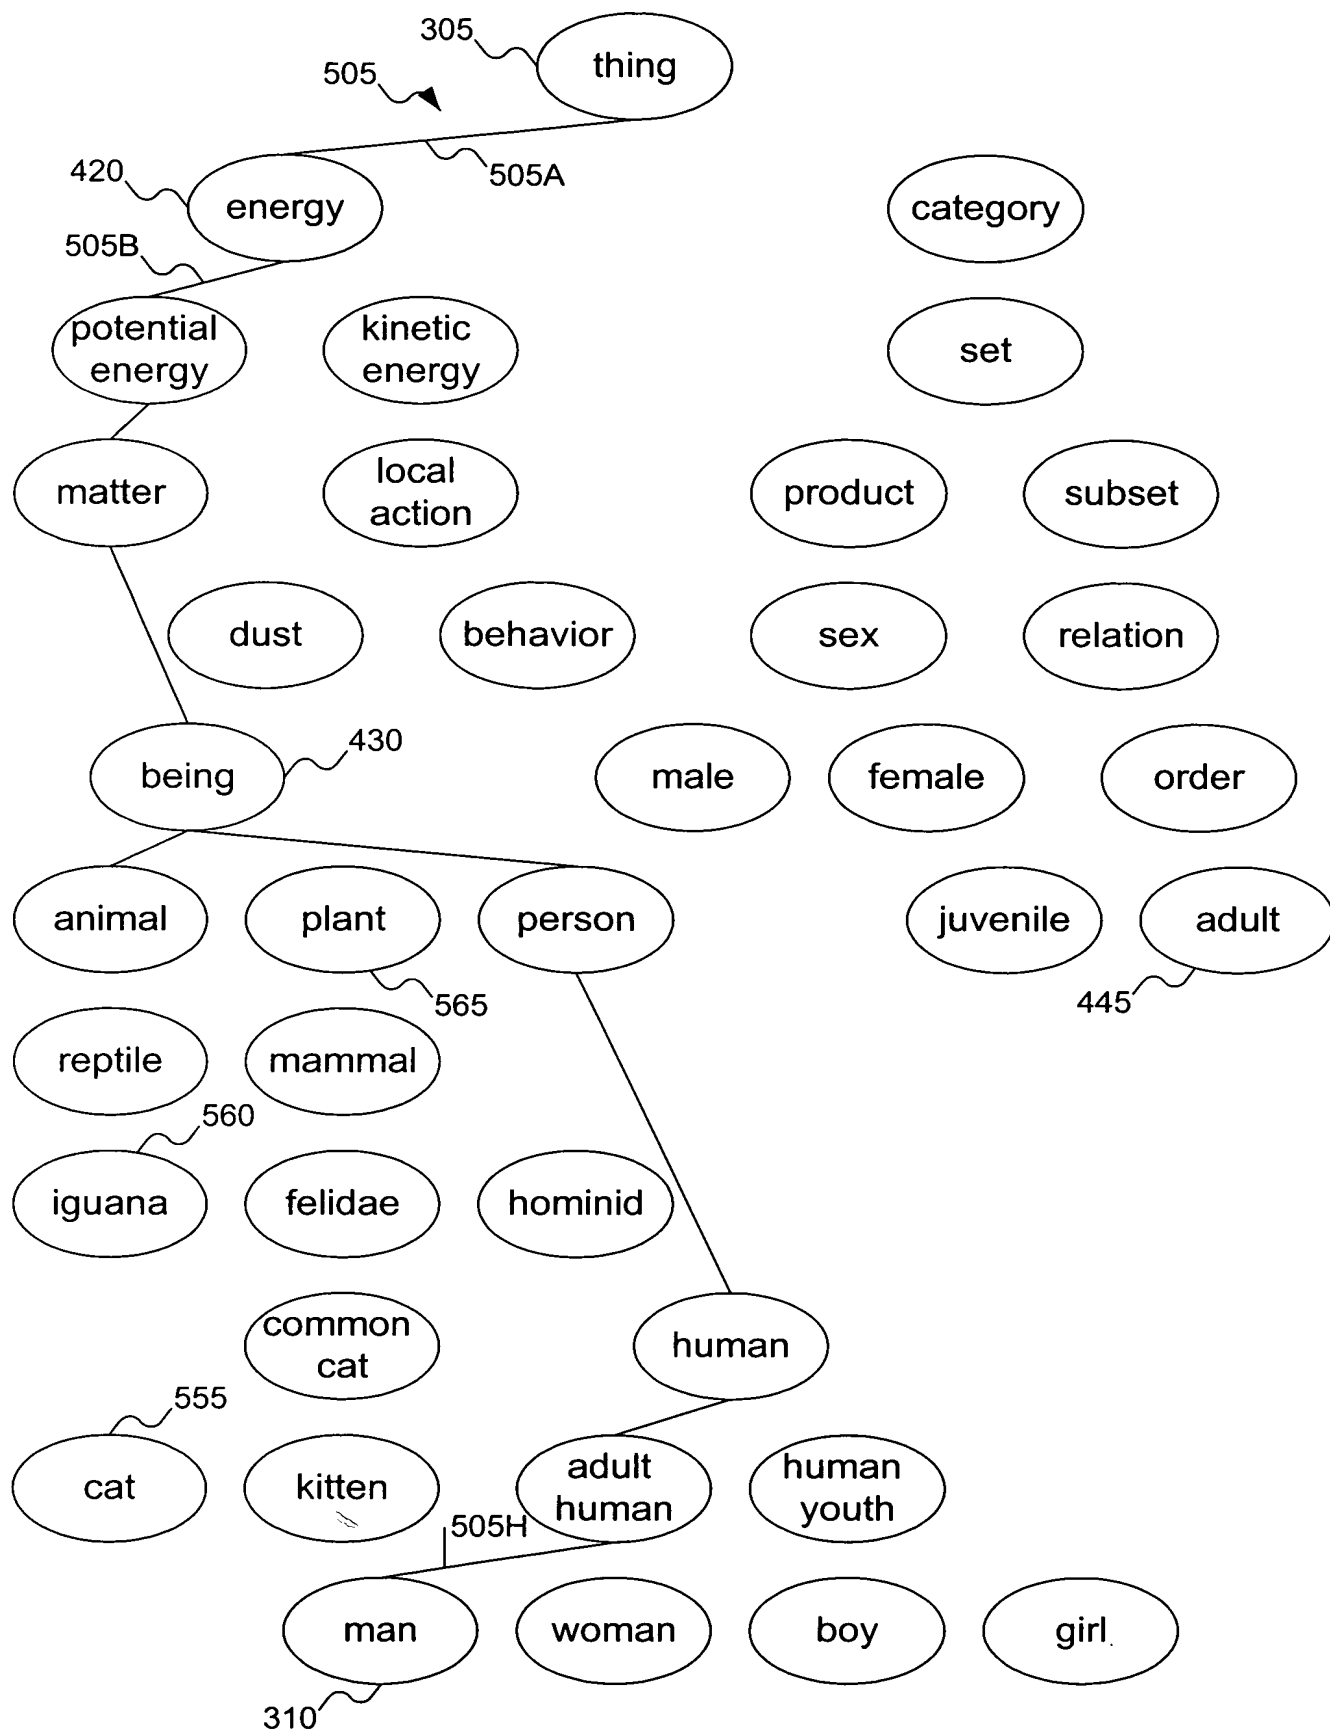 305
thing
505
505A
420
energy
category
505B
potential
energy
kinetic
energy
set
matter
local
action
product
subset
dust
behavior
sex
relation
430
being
male
female
order
animal
plant
person
juvenile
adult
565
445
reptile
mammal
560
iguana
felidae
hominid
common
cat
human
555
cat
kitten
adult
human
human
youth
505H
man
woman
boy
girl
310